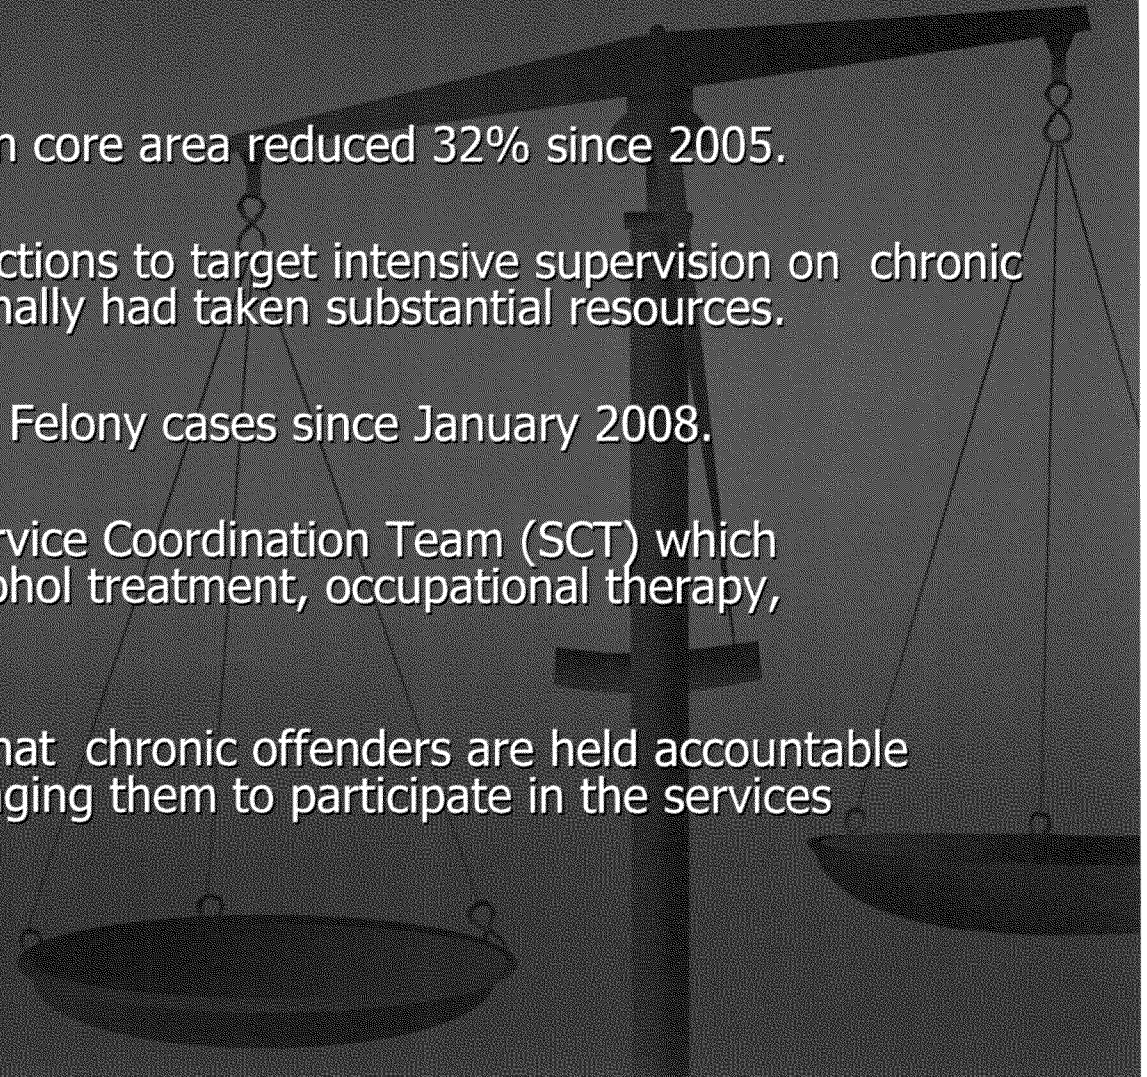 n core area reduced 32% since 2005.
ctions to target intensive supervision on  chronic
nally had taken substantial resources.
Felony cases since January 2008.
rvice Coordination Team (SCT) which
ohol treatment, occupational therapy,
hat  chronic offenders are held accountable
ging them to participate in the services